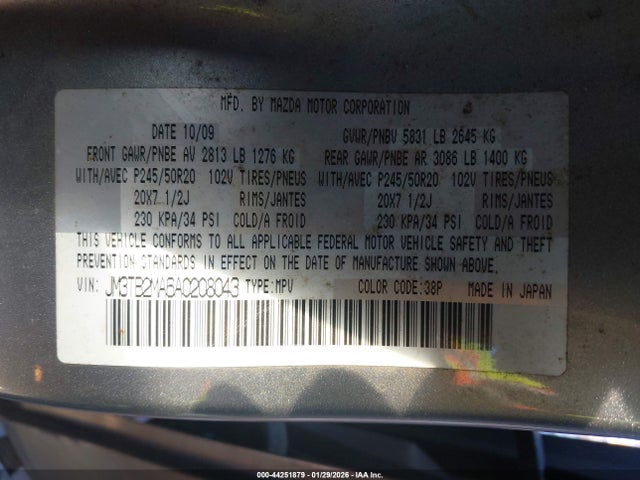 MFD. BY MAZDA MOTOR CORPORATION
DATE 10/09 GVWR/PNBV 5831 LB 2645 KG
FRONT GAWR/PNBE AV 2813 LB 1276 KG REAR GAWR/PNBE AR 3086 LB 1400 KG
WITH/AVEC P245/50R20 102V TIRES/PNEUS WITH/AVEC P245/50R20 102V TIRES/PNEUS
20X7 1/2J RIMS/JANTES 20X7 1/2J RIMS/JANTES
230 KPA/34 PSI COLD/A FROID 230 KPA/34 PSI COLD/A FROID
THIS VEHICLE CONFORMS TO ALL APPLICABLE FEDERAL MOTOR VEHICLE SAFETY AND THEFT
PREVENTION STANDARDS IN EFFECT ON THE DATE OF MANUFACTURE SHOWN ABOVE.
VIN: JM3TB2MA6A0208043 TYPE:MPV COLOR CODE:38P MADE IN JAPAN
000-44251879 - 01/29/2026 - IAA Inc.